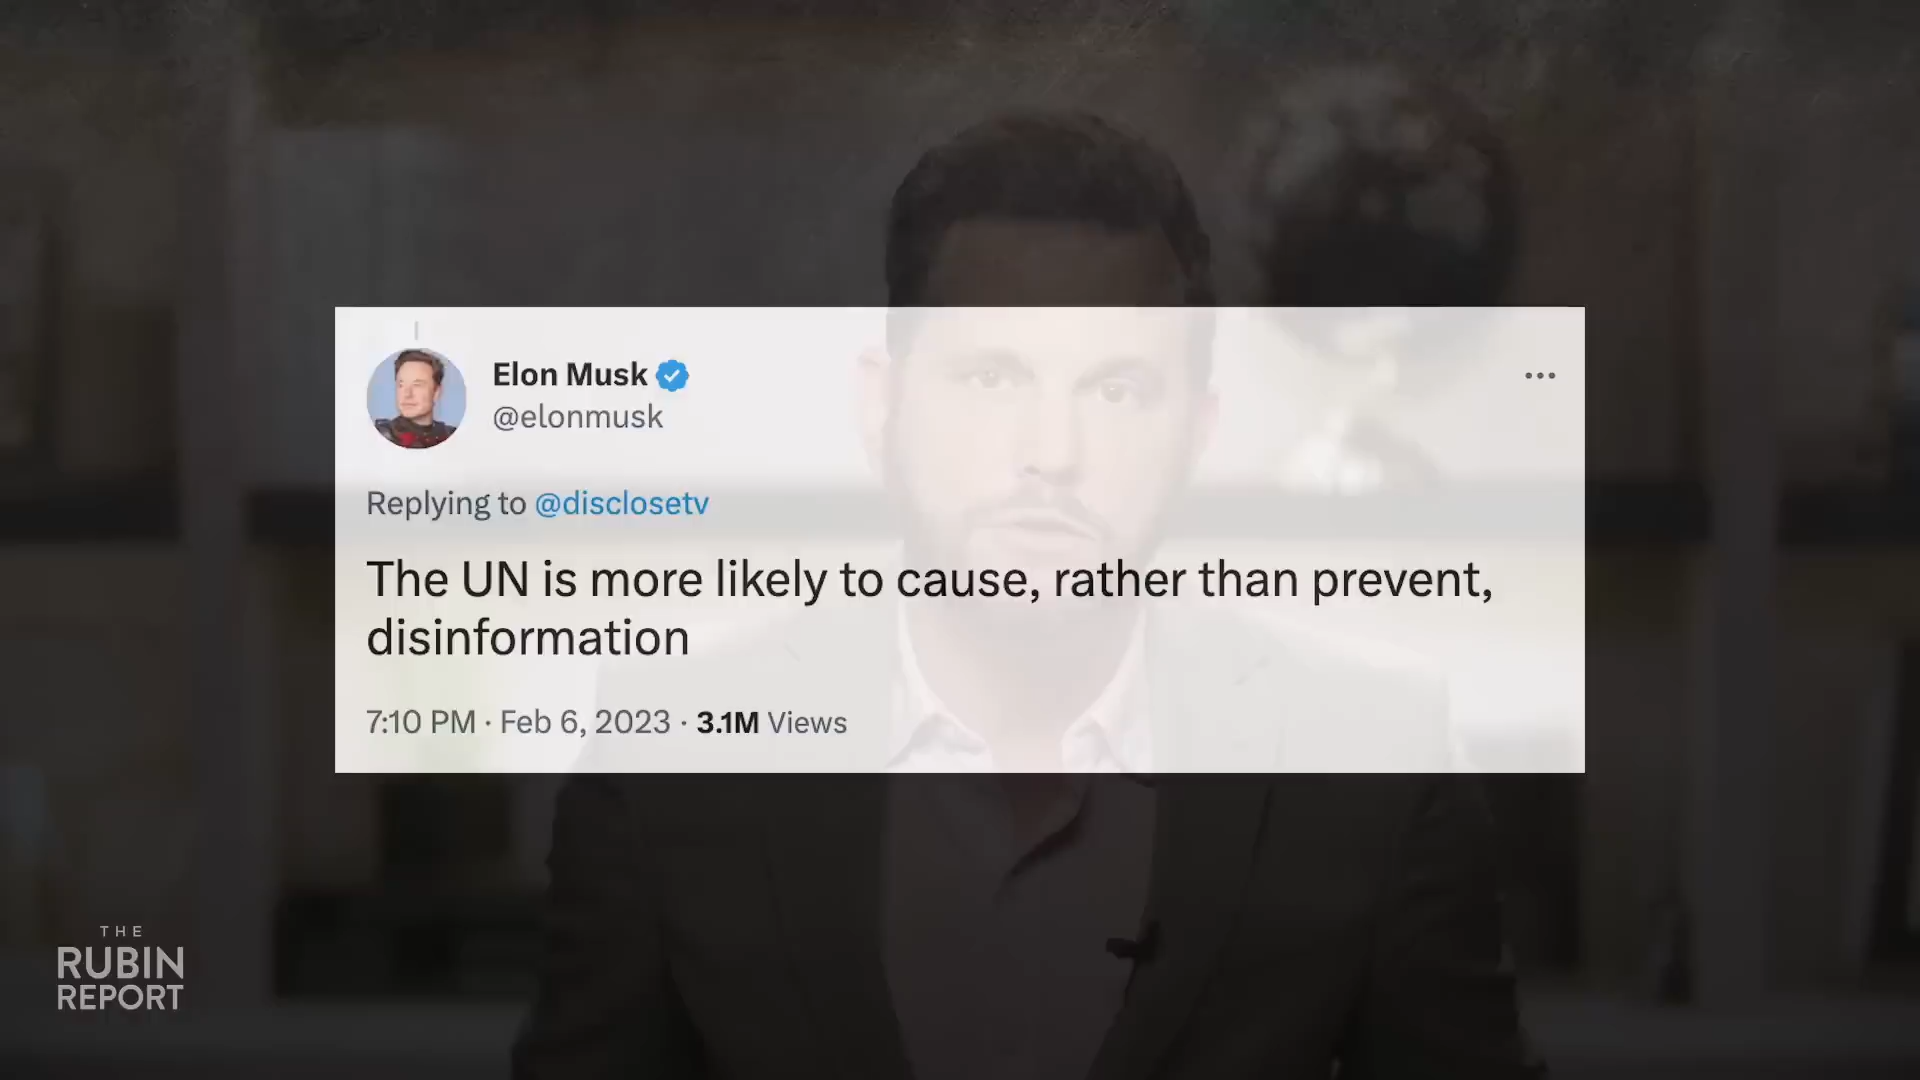 Elon Musk
@elonmusk
Replying to @disclosetv
The UN is more likely to cause, rather than prevent,
disinformation
7:10 PM · Feb 6, 2023 · 3.1M Views
THE
RUBIN
REPORT